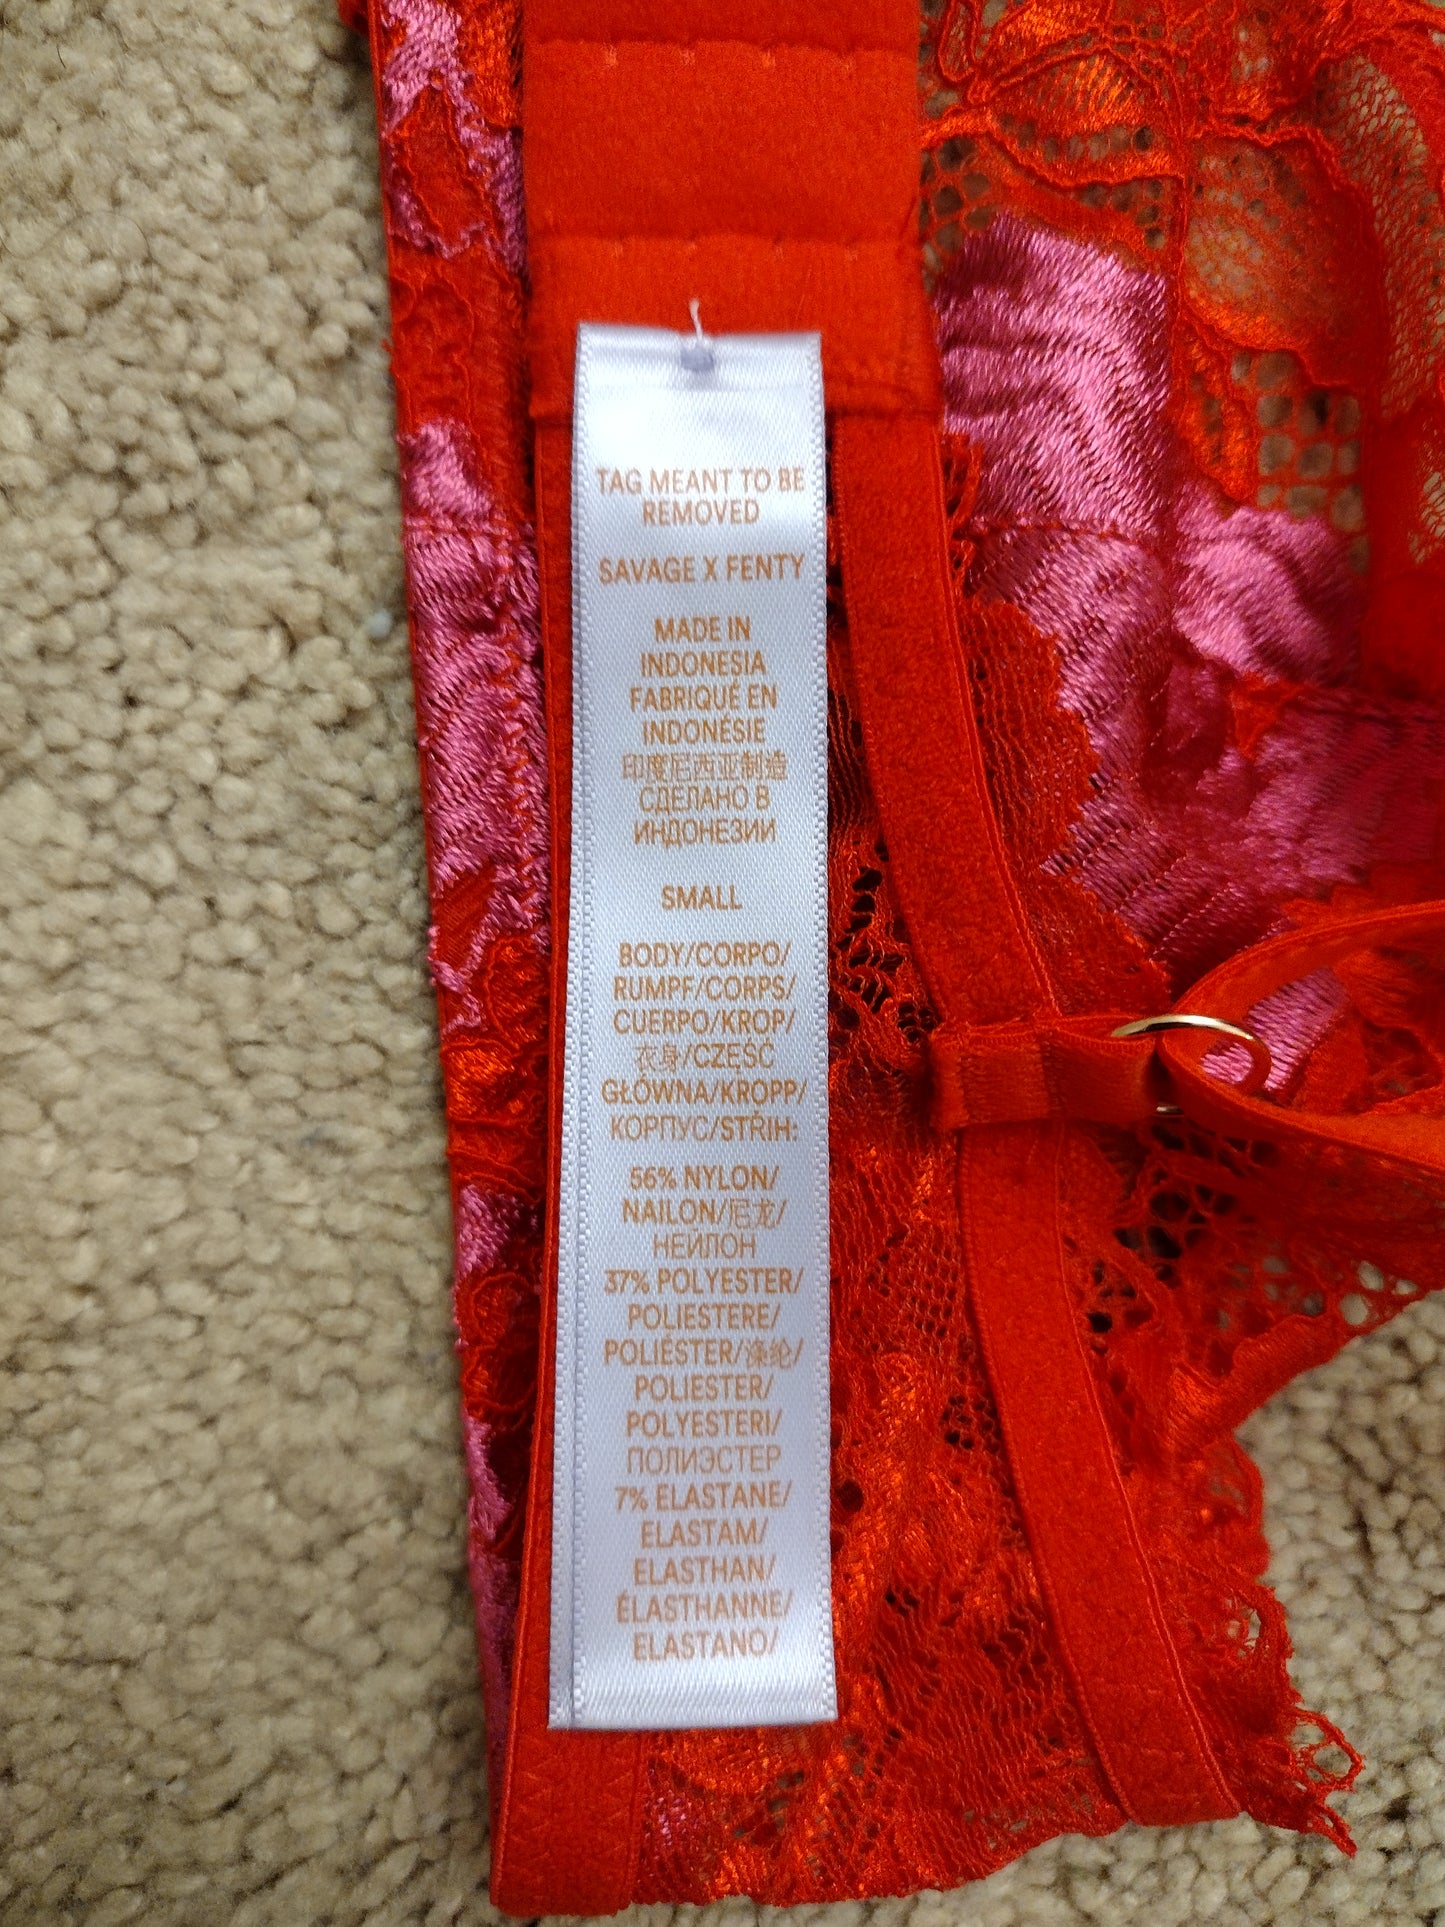 TAG MEANT TO BE
REMOVED
SAVAGE X FENTY
MADE IN
INDONESIA
FABRIQUÉ EN
INDONÉSIE
印度尼西亚制造
СДЕЛАНО В
ИНДОНЕЗИИ
SMALL
BODY/CORPO/
RUMPF/CORPS/
CUERPO/KROP/
衣身/CZĘŚĆ
GŁÓWNA/KROPP/
КОРПУС/STŘIH:
56% NYLON/
NAILON/尼龙/
НЕЙЛОН
37% POLYESTER/
POLIESTERE/
POLIÉSTER/涤纶/
POLIESTER/
POLYESTERI/
ПОЛИЭСТЕР
7% ELASTANE/
ELASTAM/
ELASTHAN/
ÉLASTHANNE/
ELASTANO/